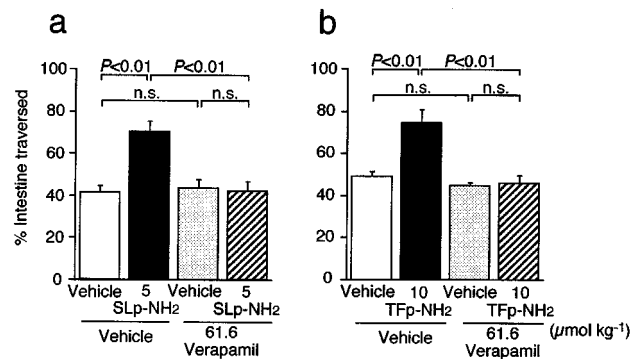 a
P<0.01 P<0.01
n.s. n.s.
% Intestine traversed
100
80
60
40
20
0
Vehicle 5 Vehicle 5
SLp-NH2 SLp-NH2
Vehicle 61.6
Verapamil
b
P<0.01 P<0.01
n.s. n.s.
100
80
60
40
20
0
Vehicle 10 Vehicle 10
TFp-NH2 TFp-NH2
Vehicle 61.6 (µmol kg-1)
Verapamil